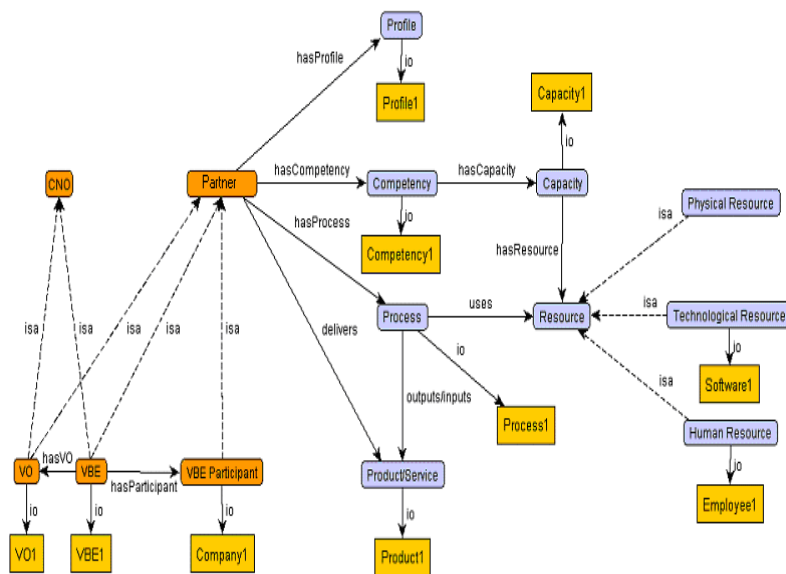 Profile
hasProfile
io
Profile1
Capacity1
io
CNO
Partner
hasCompetency
Competency
hasCapacity
Capacity
Physical Resource
isa
hasProcess
io
Competency1
hasResource
isa
isa
isa
isa
isa
delivers
Process
uses
Resource
isa
Technological Resource
io
io
Software1
isa
outputs/inputs
Process1
Human Resource
VO
hasVO
VBE
hasParticipant
VBE Participant
Product/Service
io
Employee1
io
io
io
io
VO1
VBE1
Company1
Product1